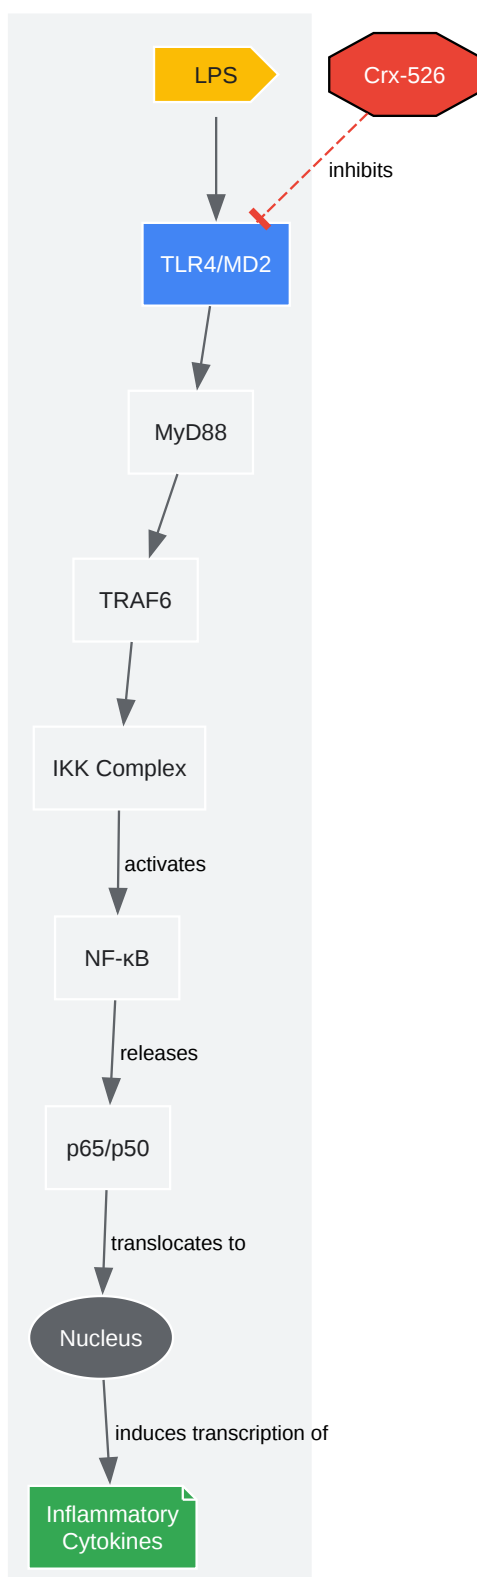 LPS
Crx-526
inhibits
TLR4/MD2
MyD88
TRAF6
IKK Complex
activates
NF-κB
releases
p65/p50
translocates to
Nucleus
induces transcription of
Inflammatory
Cytokines